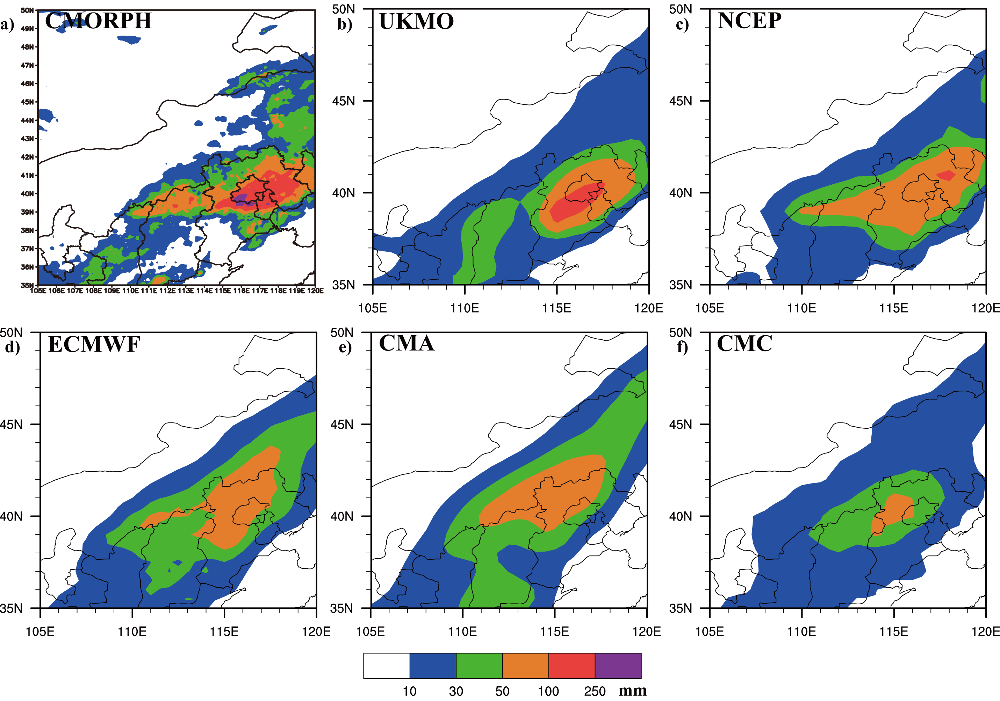 a) CMORPH
50N
49N
48N
47N
46N
45N
44N
43N
42N
41N
40N
39N
38N
37N
36N
35N
105E 106E 107E 108E 109E 110E 111E 112E 113E 114E 115E 116E 117E 118E 119E 120E
b) UKMO
50N
45N
40N
35N
105E 110E 115E 120E
c) NCEP
50N
45N
40N
35N
105E 110E 115E 120E
d) ECMWF
50N
45N
40N
35N
105E 110E 115E 120E
e) CMA
50N
45N
40N
35N
105E 110E 115E 120E
f) CMC
50N
45N
40N
35N
105E 110E 115E 120E
10 30 50 100 250 mm